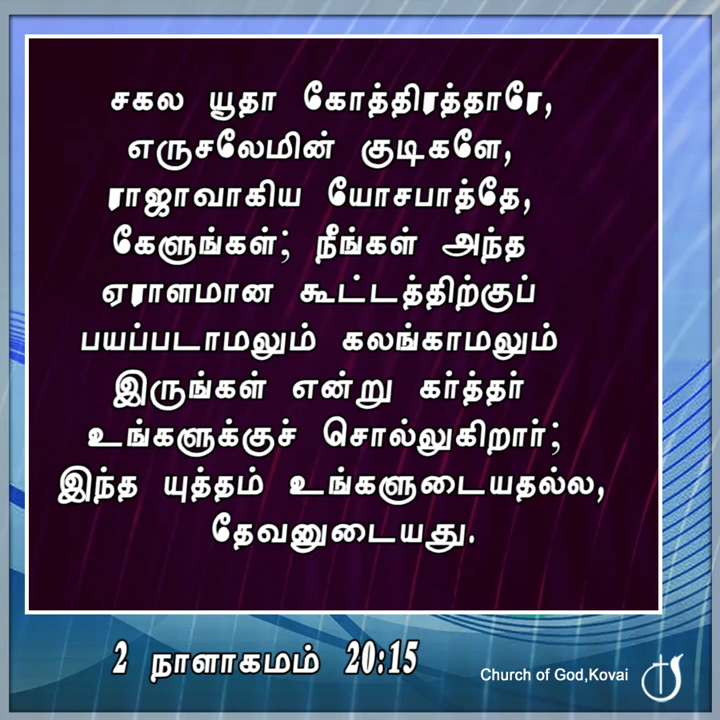 சகல யூதா கோத்திரத்தாரே,
எருசலேமின் குடிகளே,
ராஜாவாகிய யோசபாத்தே,
கேளுங்கள்; நீங்கள் அந்த
ஏராளமான கூட்டத்திற்குப்
பயப்படாமலும் கலங்காமலும்
இருங்கள் என்று கர்த்தர்
உங்களுக்குச் சொல்லுகிறார்;
இந்த யுத்தம் உங்களுடையதல்ல,
தேவனுடையது.
2 நாளாகமம் 20:15
Church of God,Kovai